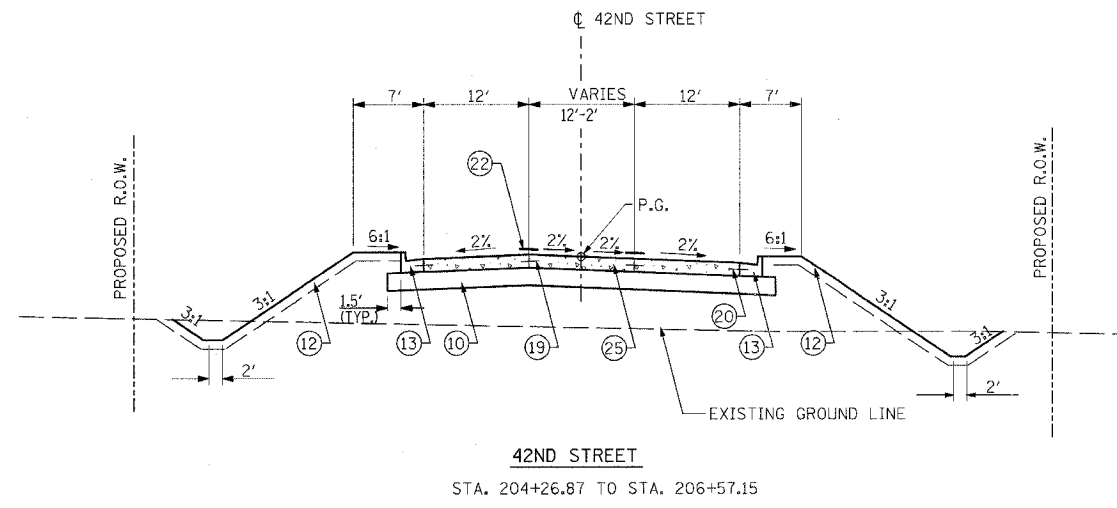 ℄ 42ND STREET
7' 12' VARIES 12' 7'
12'-2'
22
P.G.
PROPOSED R.O.W.
PROPOSED R.O.W.
6:1 2% 2% 2% 2% 6:1
3:1 3:1 3:1 3:1
1.5'
(TYP.)
12 13 10 19 25 20 13 12
2' 2'
EXISTING GROUND LINE
42ND STREET
STA. 204+26.87 TO STA. 206+57.15